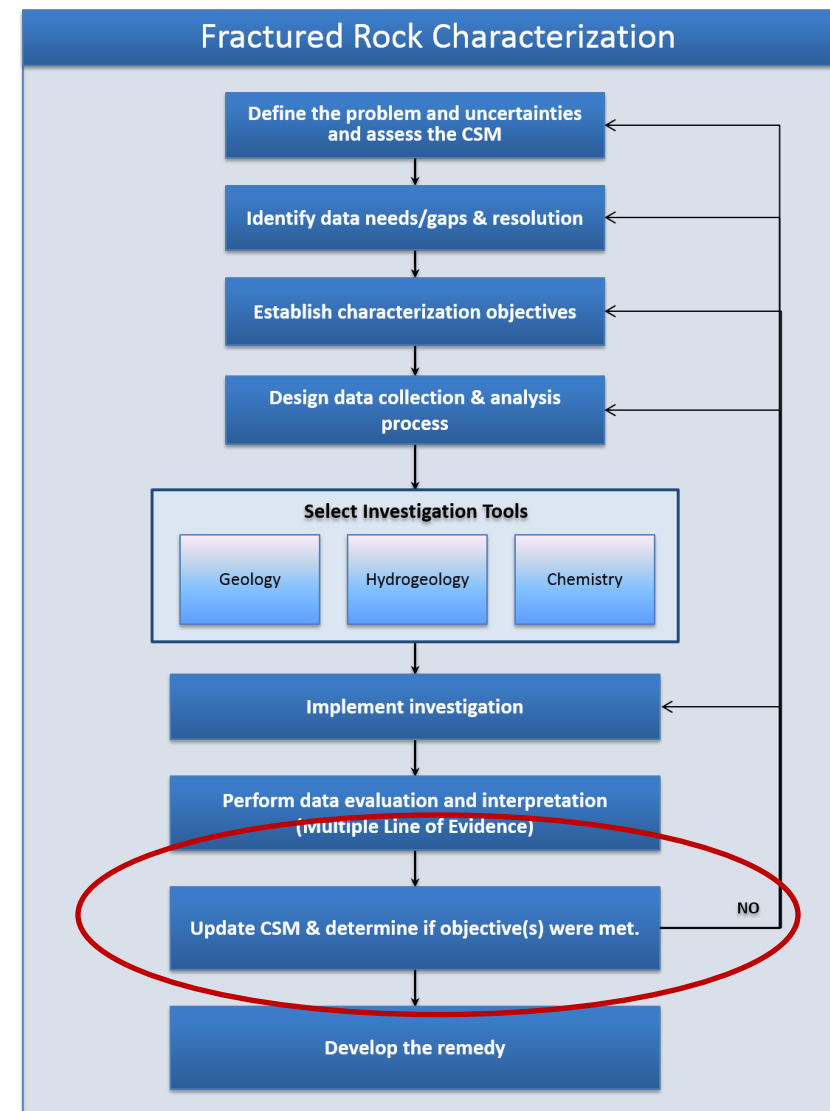 Fractured Rock Characterization
Define the problem and uncertainties
and assess the CSM
Identify data needs/gaps & resolution
Establish characterization objectives
Design data collection & analysis
process
Select Investigation Tools
Geology
Hydrogeology
Chemistry
Implement investigation
Perform data evaluation and interpretation
(Multiple Line of Evidence)
NO
Update CSM & determine if objective(s) were met.
Develop the remedy